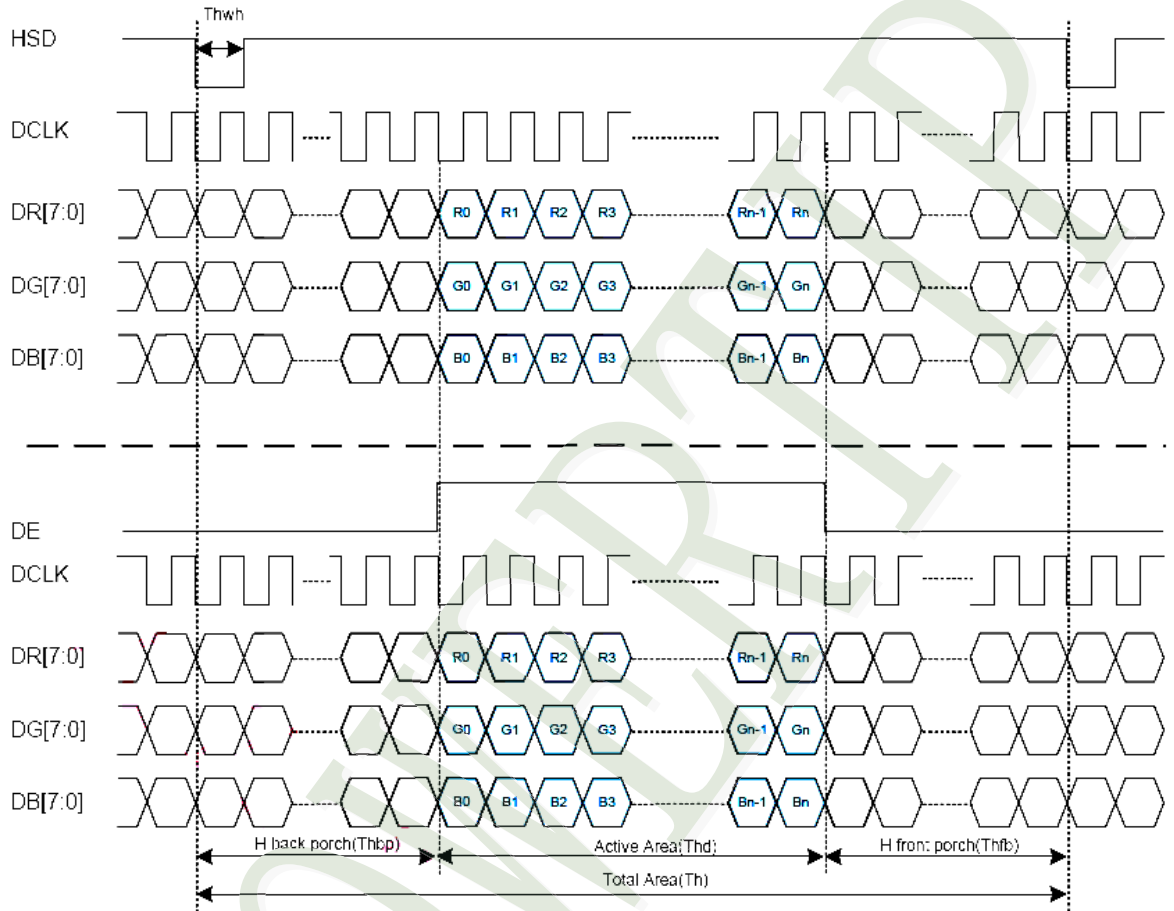 Thwh
HSD
DCLK
DR[7:0] R0 R1 R2 R3 Rn-1 Rn
DG[7:0] G0 G1 G2 G3 Gn-1 Gn
DB[7:0] B0 B1 B2 B3 Bn-1 Bn
DE
DCLK
DR[7:0] R0 R1 R2 R3 Rn-1 Rn
DG[7:0] G0 G1 G2 G3 Gn-1 Gn
DB[7:0] B0 B1 B2 B3 Bn-1 Bn
H back porch(Thbp) Active Area(Thd) H front porch(Thfb)
Total Area(Th)
OWERTIP